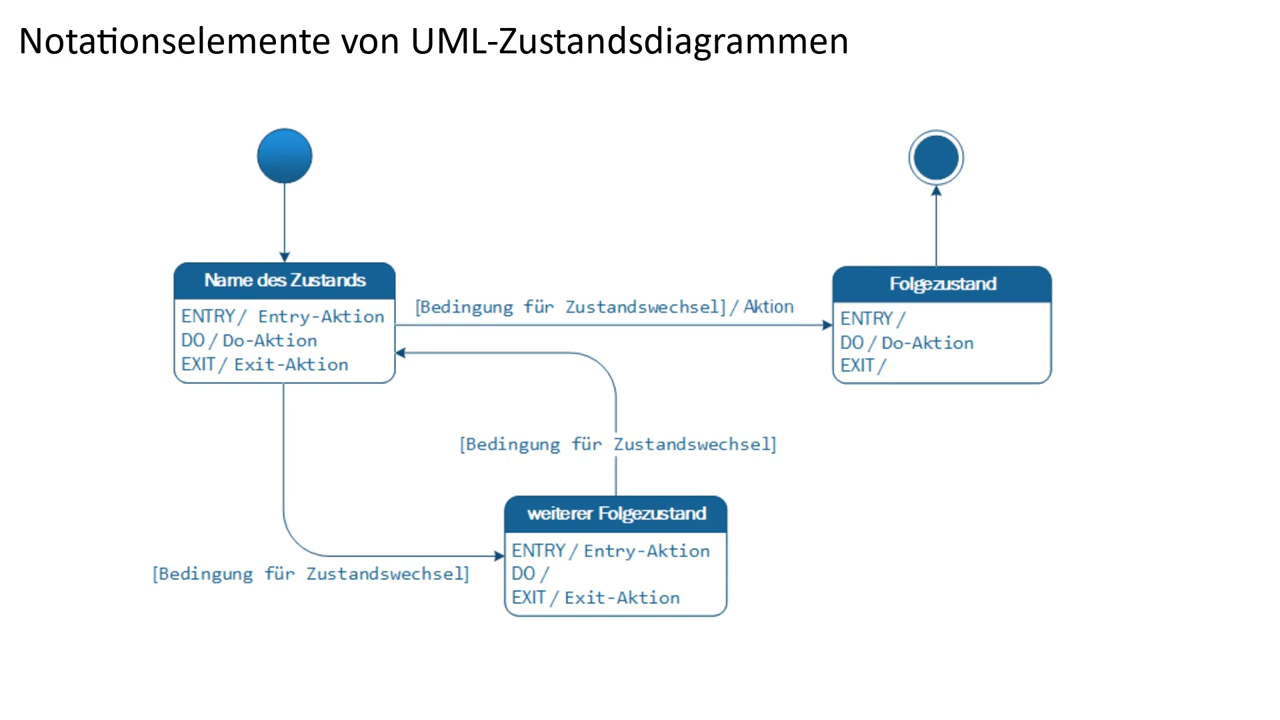 Notationselemente von UML-Zustandsdiagrammen
Name des Zustands
ENTRY / Entry-Aktion
DO / Do-Aktion
EXIT / Exit-Aktion
[Bedingung für Zustandswechsel] / Aktion
Folgezustand
ENTRY /
DO / Do-Aktion
EXIT /
[Bedingung für Zustandswechsel]
weiterer Folgezustand
ENTRY / Entry-Aktion
DO /
EXIT / Exit-Aktion
[Bedingung für Zustandswechsel]